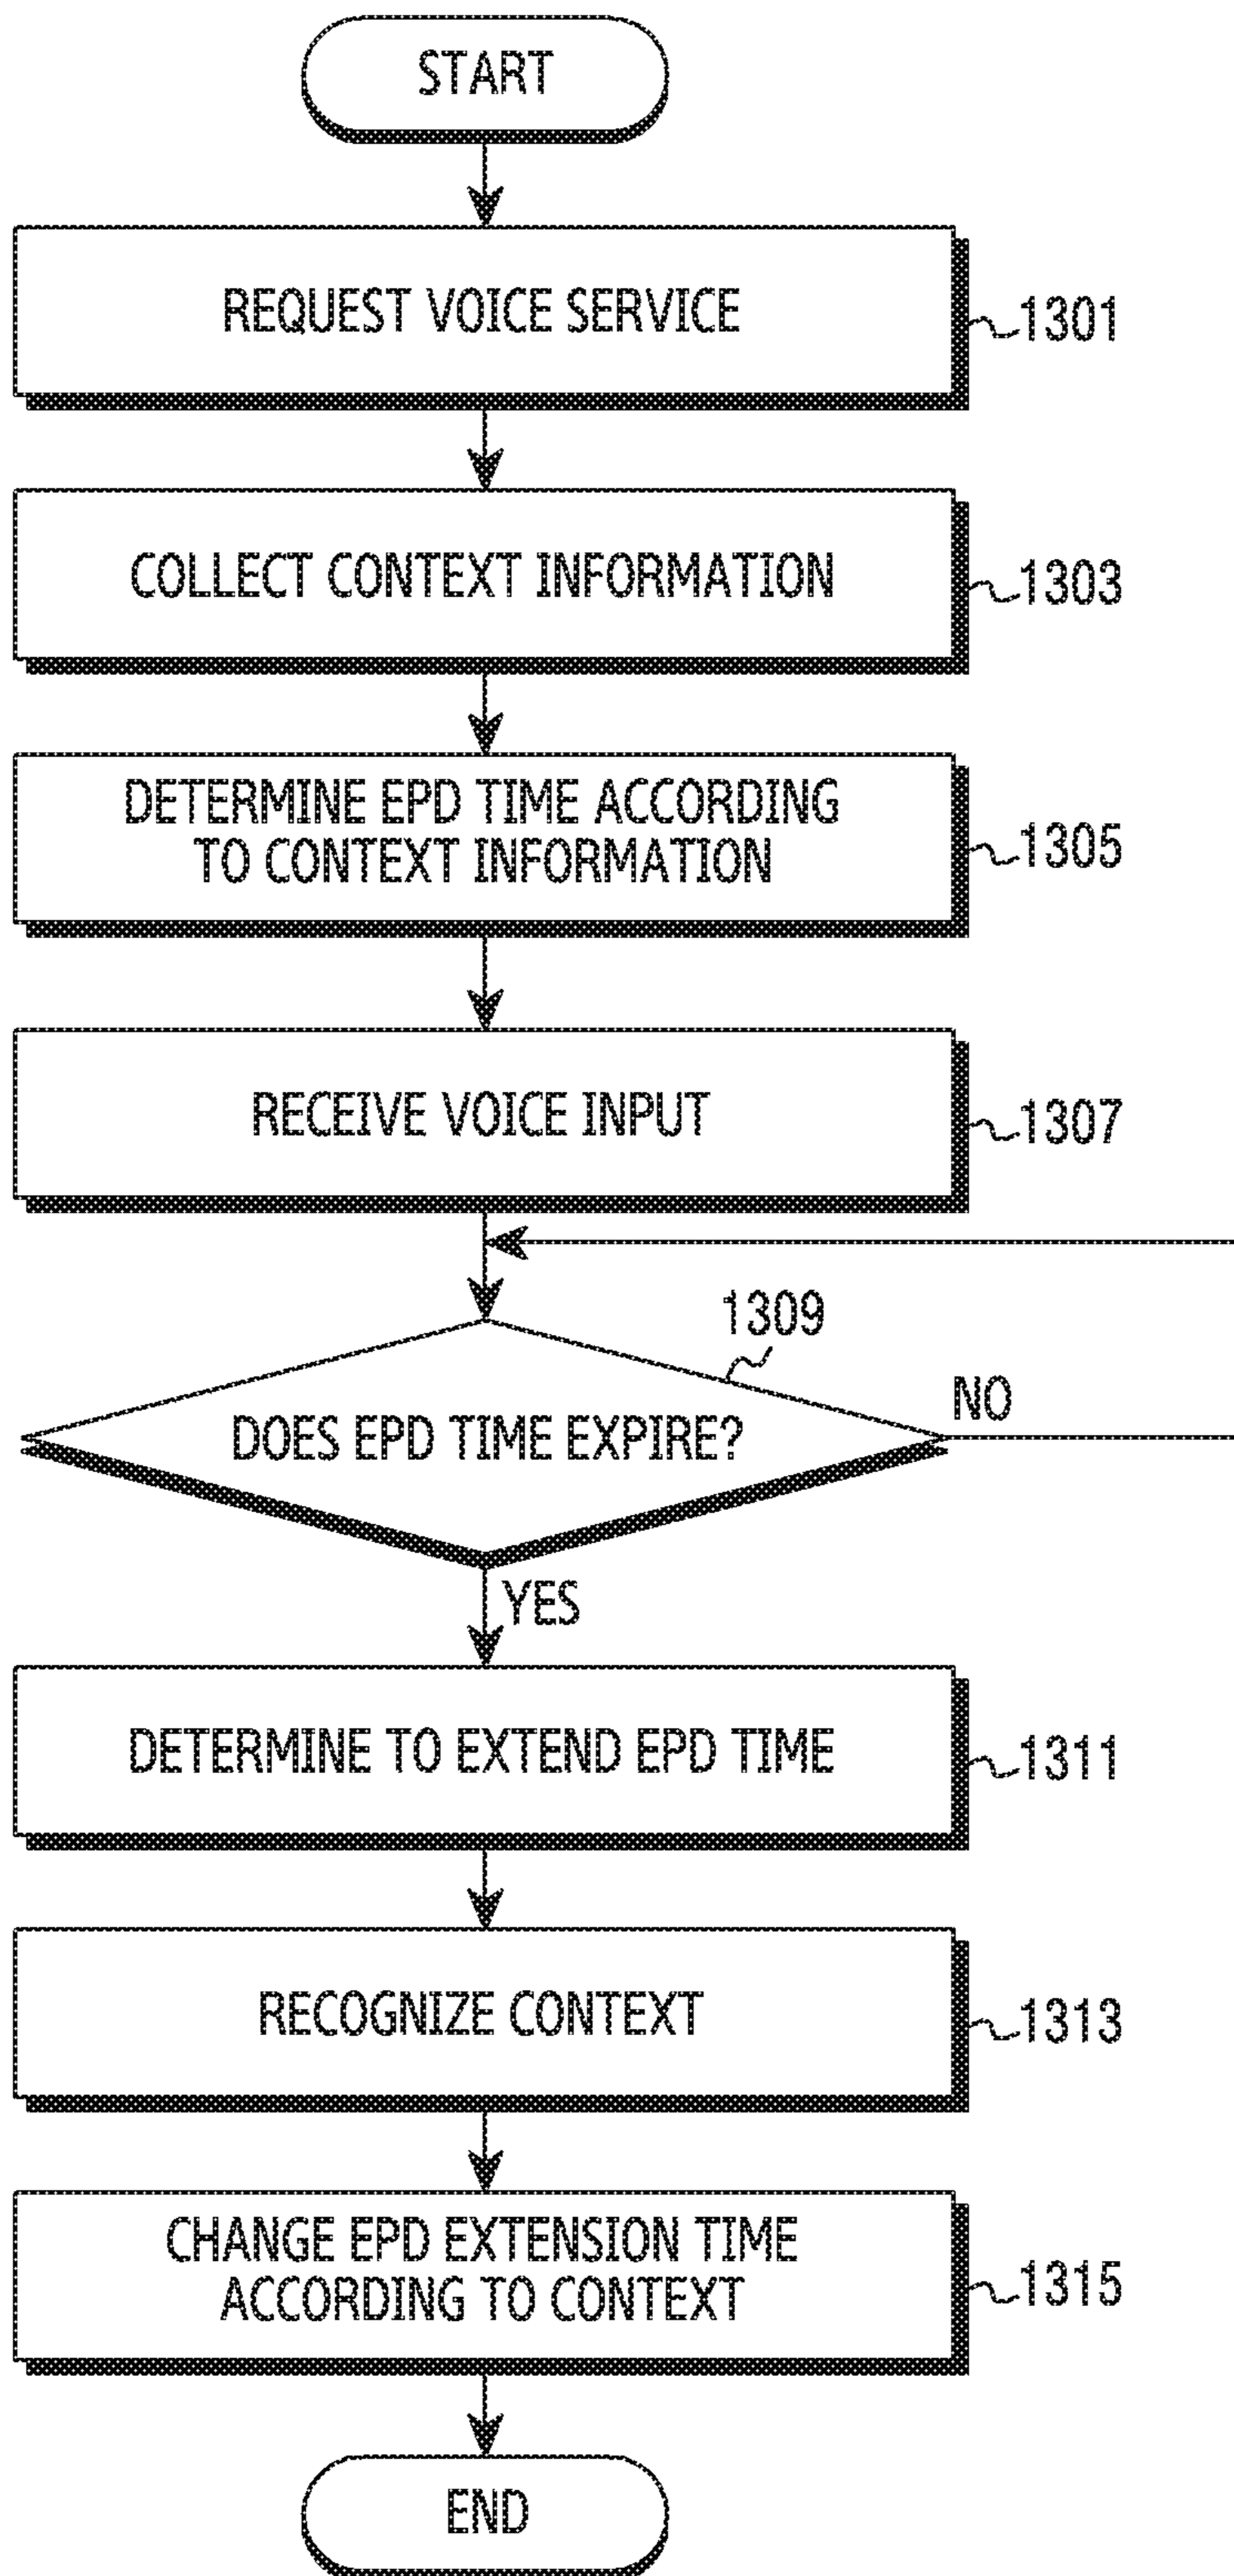 START
REQUEST VOICE SERVICE
1301
COLLECT CONTEXT INFORMATION
1303
DETERMINE EPD TIME ACCORDING
TO CONTEXT INFORMATION
1305
RECEIVE VOICE INPUT
1307
1309
DOES EPD TIME EXPIRE?
NO
YES
DETERMINE TO EXTEND EPD TIME
1311
RECOGNIZE CONTEXT
1313
CHANGE EPD EXTENSION TIME
ACCORDING TO CONTEXT
1315
END